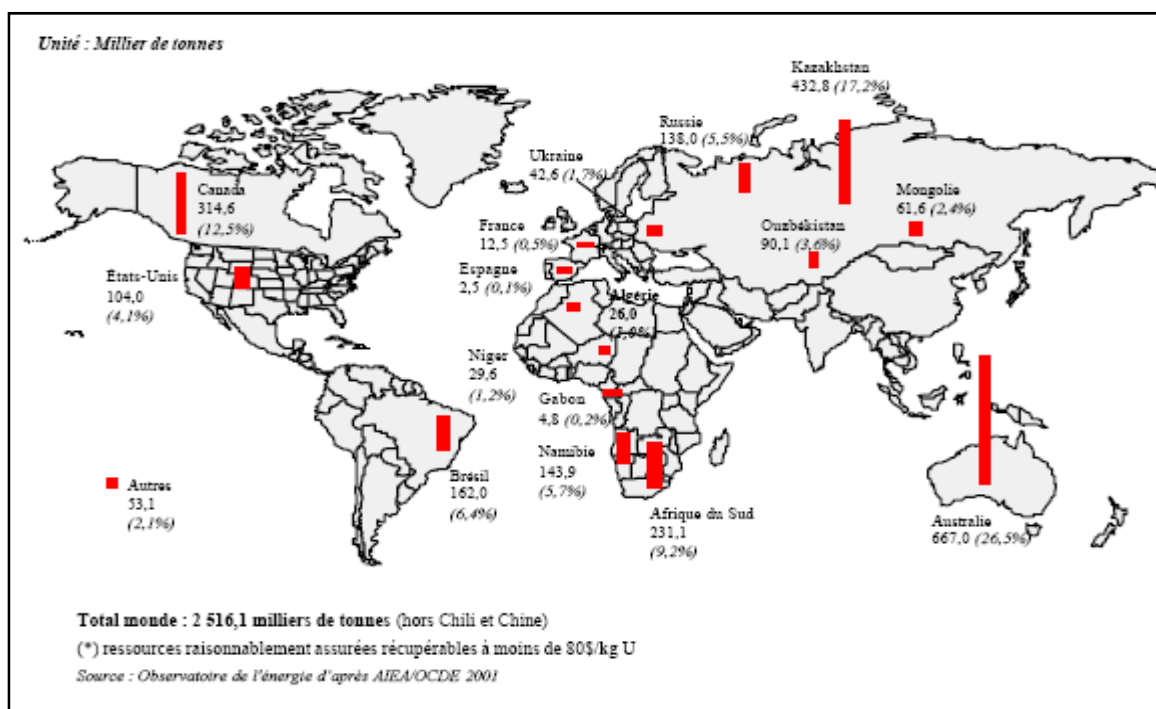 Unité : Millier de tonnes
Kazakhstan
432,8 (17,2%)
Russie
138,0 (5,5%)
Ukraine
42,6 (1,7%)
Canada
314,6
(12,5%)
Mongolie
61,6 (2,4%)
France
12,5 (0,5%)
Ouzbékistan
90,1 (3,6%)
Espagne
2,5 (0,1%)
États-Unis
104,0
(4,1%)
Algérie
26,0
(1,0%)
Niger
29,6
(1,2%)
Gabon
4,8 (0,2%)
Namibie
143,9
(5,7%)
Brésil
162,0
(6,4%)
Autres
53,1
(2,1%)
Afrique du Sud
231,1
(9,2%)
Australie
667,0 (26,5%)
Total monde : 2 516,1 milliers de tonnes (hors Chili et Chine)
(*) ressources raisonnablement assurées récupérables à moins de 80$/kg U
Source : Observatoire de l'énergie d'après AIEA/OCDE 2001